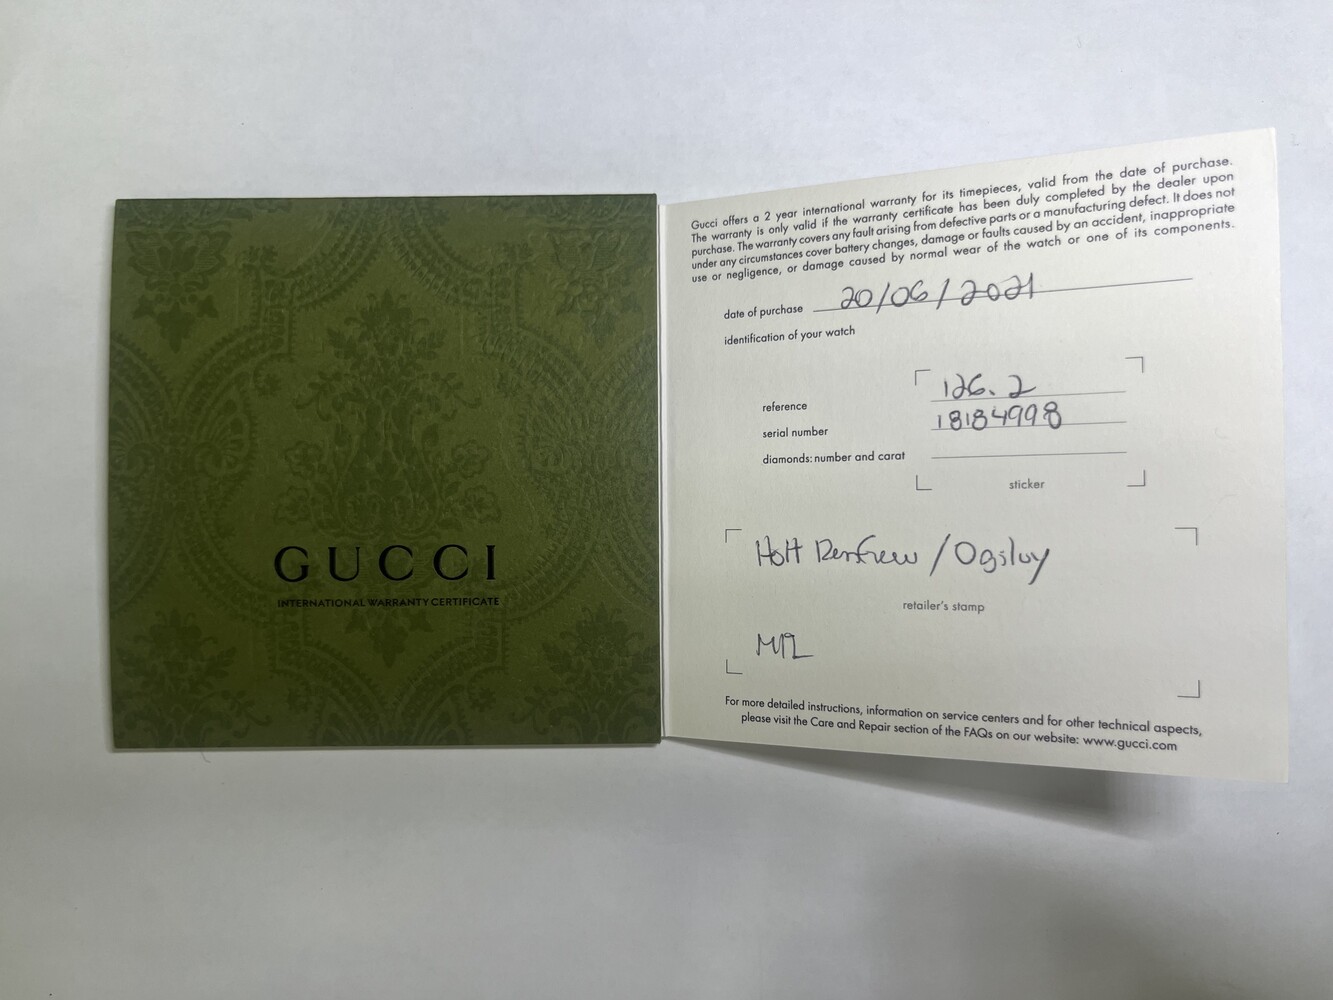 GUCCI
INTERNATIONAL WARRANTY CERTIFICATE
Gucci offers a 2 year international warranty for its timepieces, valid from the date of purchase.
The warranty is only valid if the warranty certificate has been duly completed by the dealer upon
purchase. The warranty covers any fault arising from defective parts or a manufacturing defect. It does not
under any circumstances cover battery changes, damage or faults caused by an accident, inappropriate
use or negligence, or damage caused by normal wear of the watch or one of its components.
date of purchase 20/06/2021
identification of your watch
reference 126.2
serial number 18184998
diamonds: number and carat
sticker
Holt Renfrew / Ogilvy
retailer's stamp
For more detailed instructions, information on service centers and for other technical aspects,
please visit the Care and Repair section of the FAQs on our website: www.gucci.com